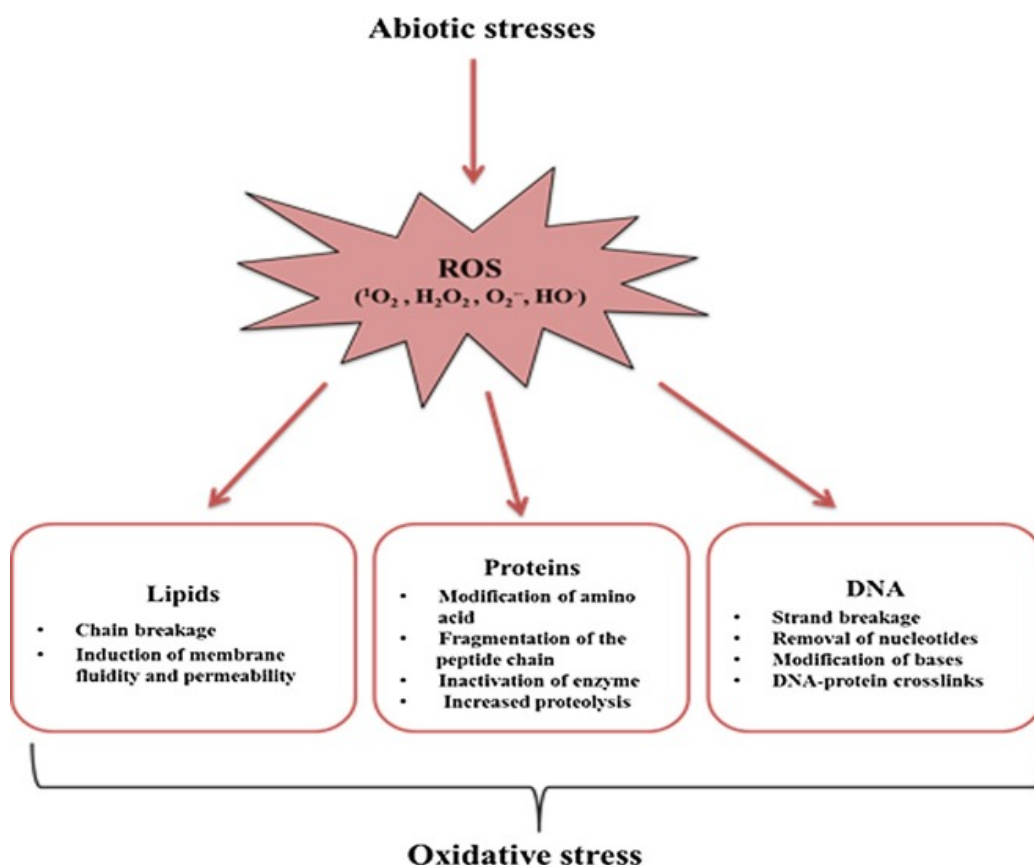 Abiotic stresses
ROS
(¹O₂ , H₂O₂ , O₂˙⁻, HO·)
Lipids
• Chain breakage
• Induction of membrane
fluidity and permeability
Proteins
• Modification of amino
acid
• Fragmentation of the
peptide chain
• Inactivation of enzyme
• Increased proteolysis
DNA
• Strand breakage
• Removal of nucleotides
• Modification of bases
• DNA-protein crosslinks
Oxidative stress